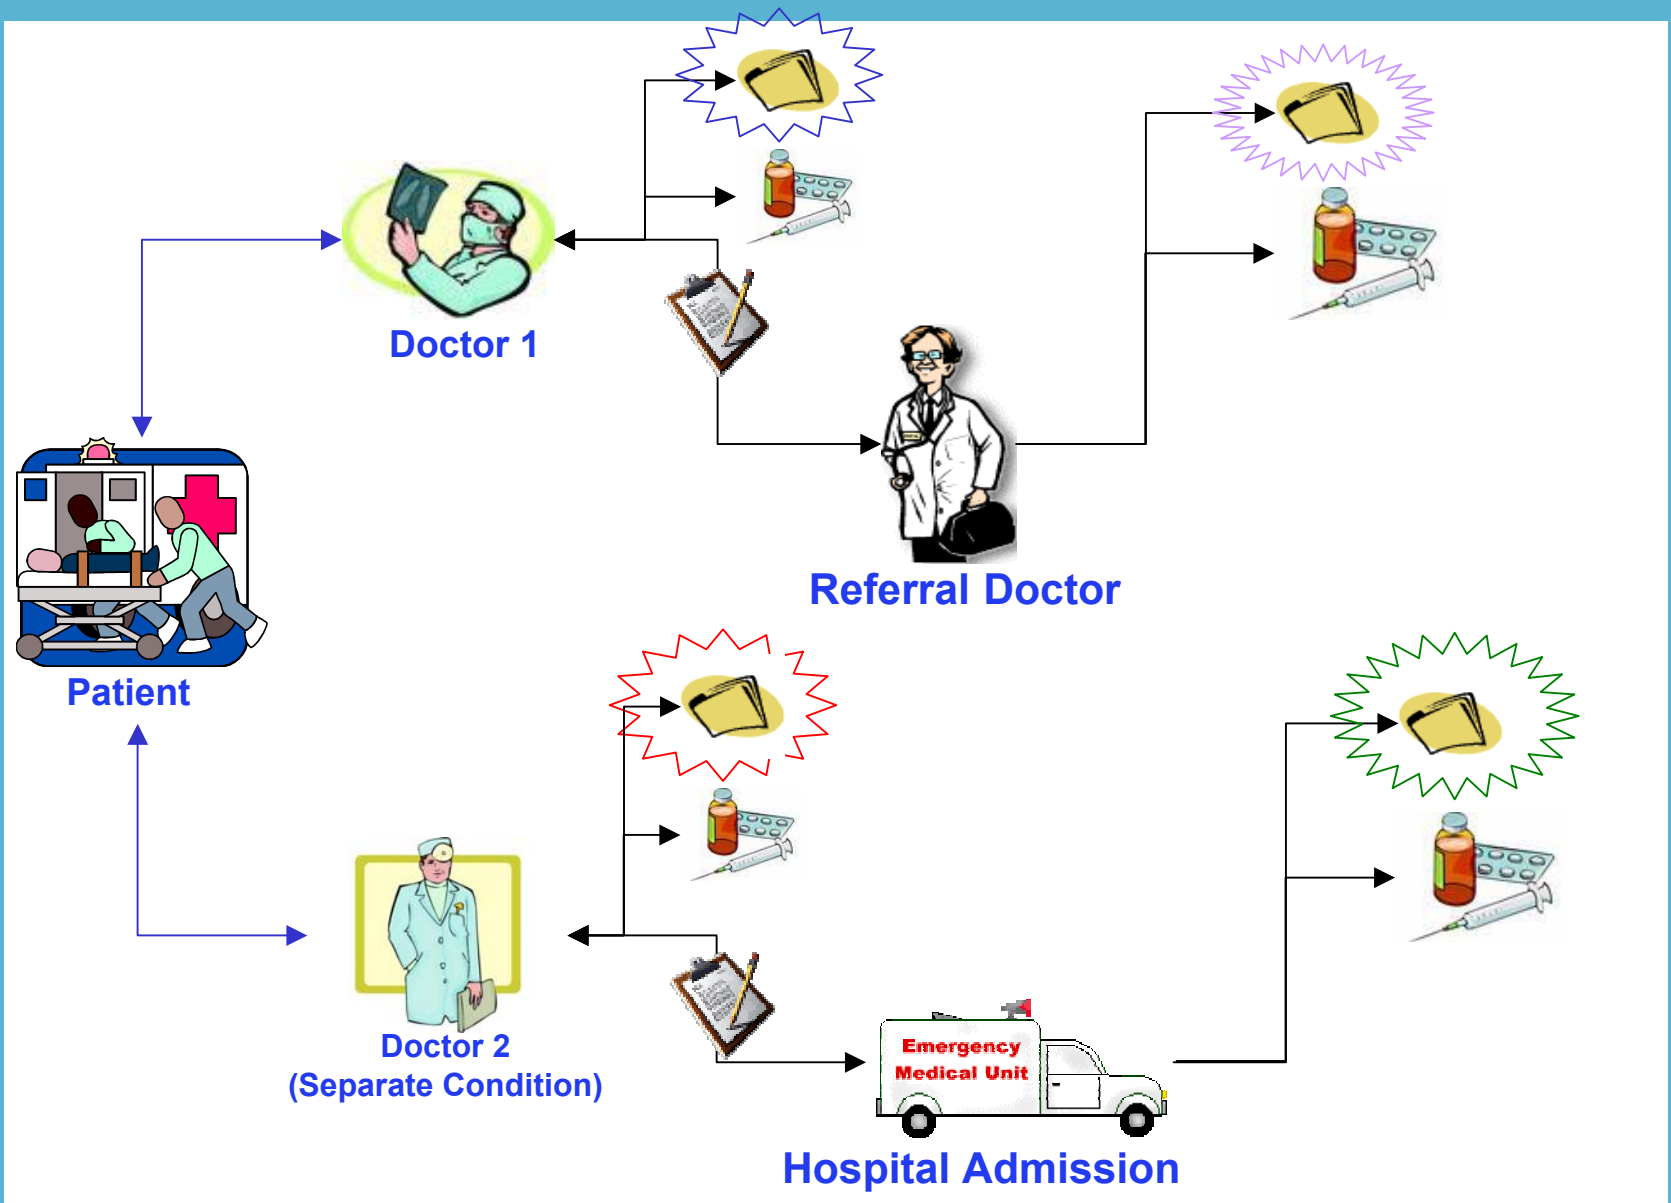 Doctor 1
Referral Doctor
Patient
Doctor 2
(Separate Condition)
Emergency
Medical Unit
Hospital Admission